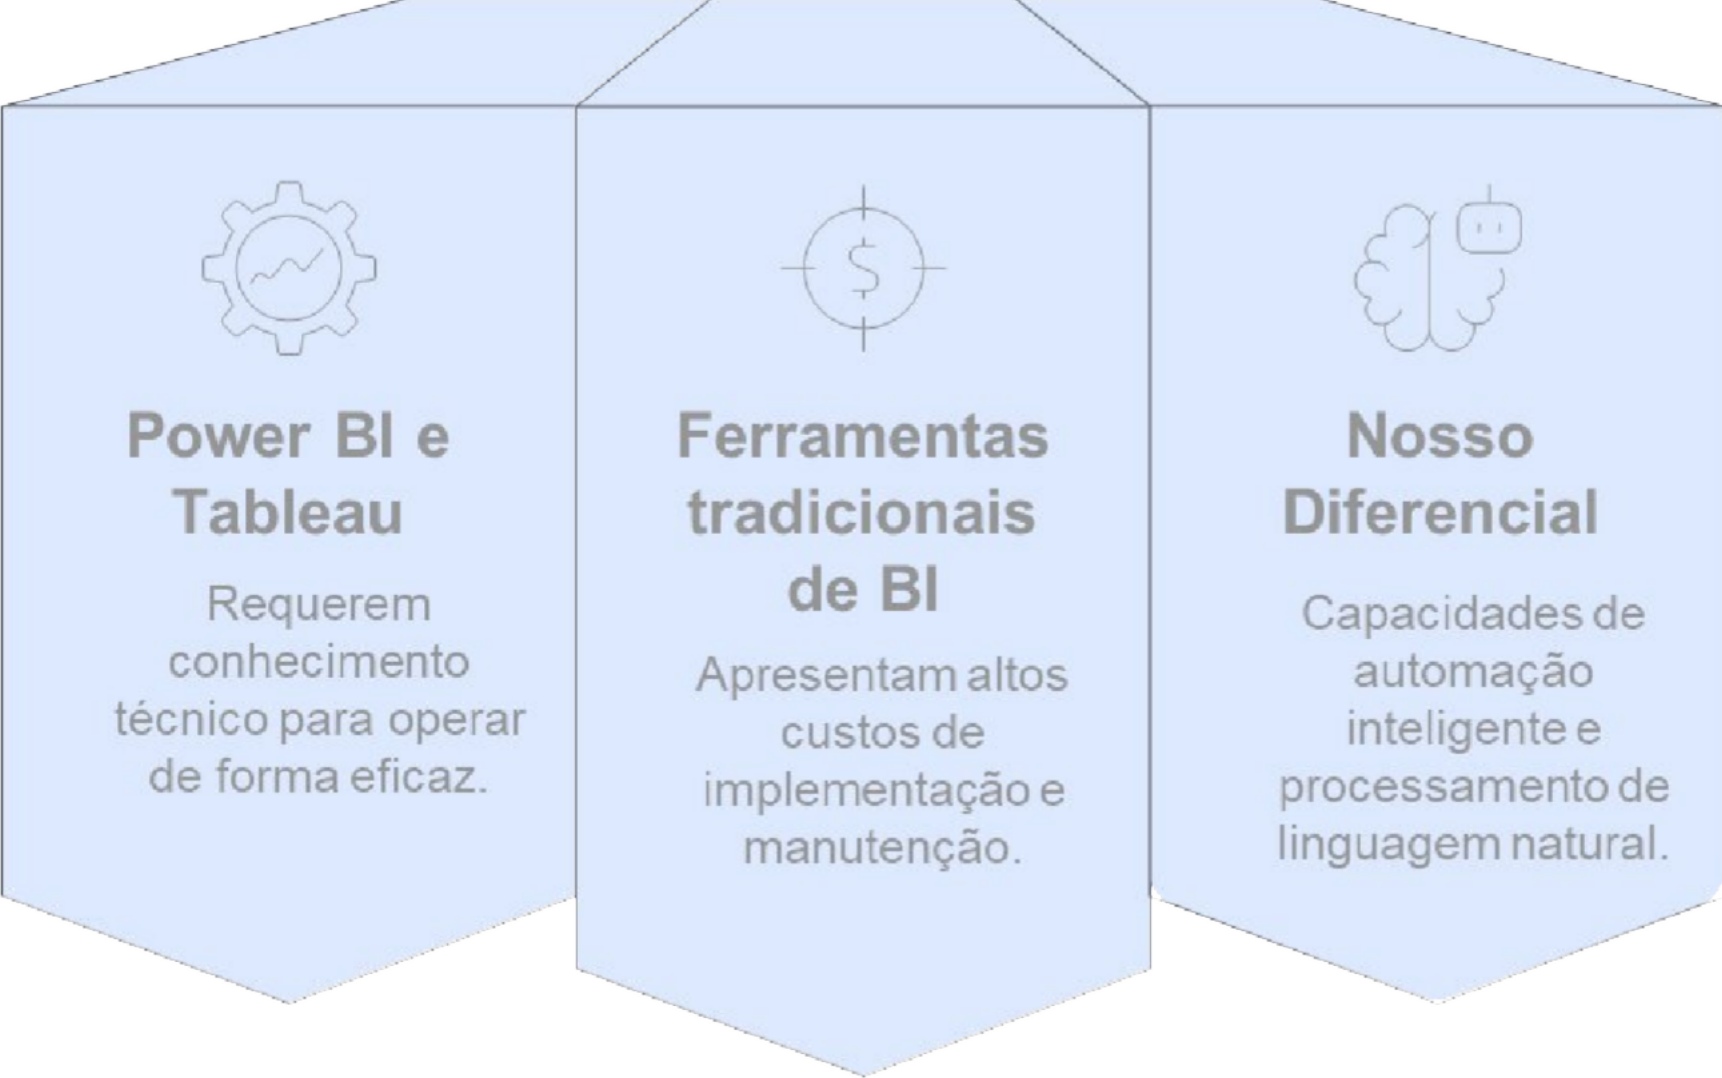 Power BI e
Tableau
Requerem
conhecimento
técnico para operar
de forma eficaz.
Ferramentas
tradicionais
de BI
Apresentam altos
custos de
implementação e
manutenção.
Nosso
Diferencial
Capacidades de
automação
inteligente e
processamento de
linguagem natural.